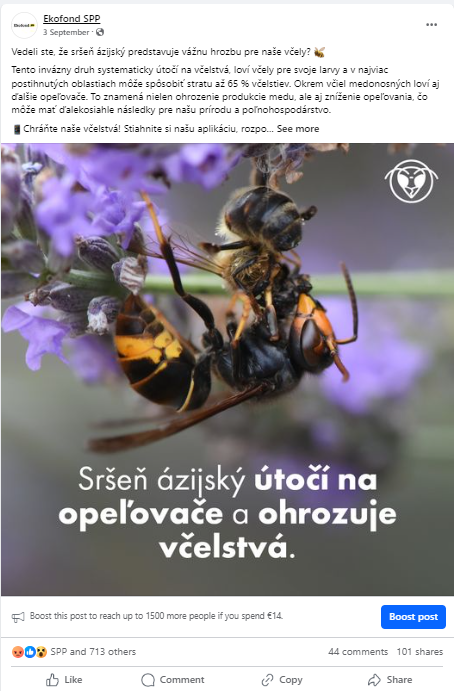 Ekofond SPP
3 September ·
Vedeli ste, že sršeň ázijský predstavuje vážnu hrozbu pre naše včely?
Tento invázny druh systematicky útočí na včelstvá, loví včely pre svoje larvy a v najviac
postihnutých oblastiach môže spôsobiť stratu až 65 % včelstiev. Okrem včiel medonosných loví aj
ďalšie opeľovače. To znamená nielen ohrozenie produkcie medu, ale aj zníženie opeľovania, čo
môže mať ďalekosiahle následky pre našu prírodu a poľnohospodárstvo.
Chráňte naše včelstvá! Stiahnite si našu aplikáciu, rozpo... See more
Sršeň ázijský útočí na
opeľovače a ohrozuje
včelstvá.
Boost this post to reach up to 1500 more people if you spend €14.
Boost post
SPP and 713 others
44 comments 101 shares
Like Comment Copy Share